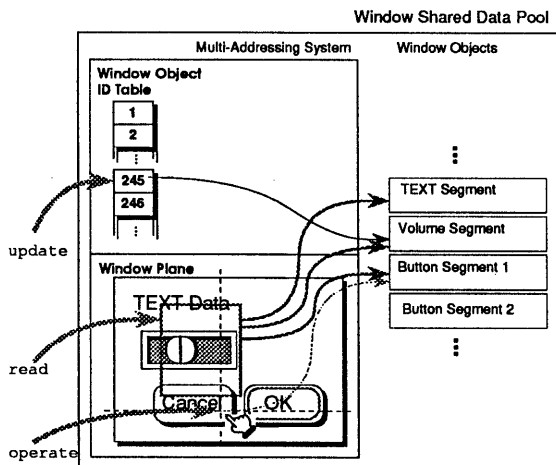 Window Shared Data Pool
Multi-Addressing System
Window Objects
Window Object
ID Table
1
2
245
246
update
TEXT Segment
Volume Segment
Button Segment 1
Button Segment 2
Window Plane
TEXT Data
read
Cancel
OK
operate